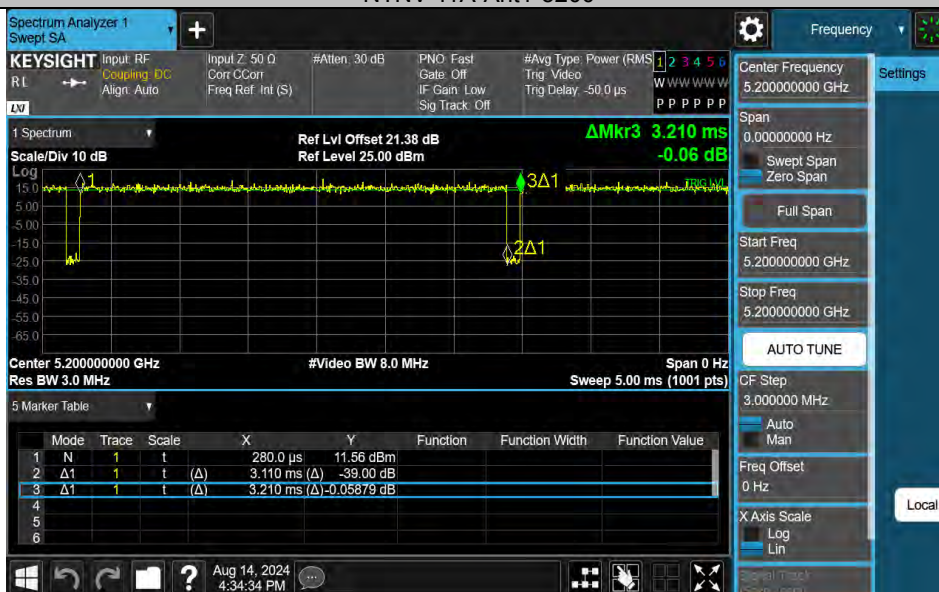 Spectrum Analyzer 1
Swept SA
+
Frequency
KEYSIGHT
RL
LXI
Input: RF
Coupling: DC
Align: Auto
Input Z: 50 Ω
Corr CCorr
Freq Ref: Int (S)
#Atten: 30 dB
PNO: Fast
Gate: Off
IF Gain: Low
Sig Track: Off
#Avg Type: Power (RMS
Trig: Video
Trig Delay: -50.0 µs
1 2 3 4 5 6
W W W W W W
P P P P P P
1 Spectrum
Scale/Div 10 dB
Log
Ref Lvl Offset 21.38 dB
Ref Level 25.00 dBm
ΔMkr3 3.210 ms
-0.06 dB
15.0
5.00
-5.00
-15.0
-25.0
-35.0
-45.0
-55.0
-65.0
1
3Δ1
TRIG LVL
2Δ1
Center 5.200000000 GHz
#Video BW 8.0 MHz
Span 0 Hz
Res BW 3.0 MHz
Sweep 5.00 ms (1001 pts)
5 Marker Table
Mode Trace Scale X Y Function Function Width Function Value
1 N 1 t 280.0 µs 11.56 dBm
2 Δ1 1 t (Δ) 3.110 ms (Δ) -39.00 dB
3 Δ1 1 t (Δ) 3.210 ms (Δ) -0.05879 dB
4
5
6
Aug 14, 2024
4:34:34 PM
?
Center Frequency
5.200000000 GHz
Span
0.00000000 Hz
Swept Span
Zero Span
Full Span
Start Freq
5.200000000 GHz
Stop Freq
5.200000000 GHz
AUTO TUNE
CF Step
3.000000 MHz
Auto
Man
Freq Offset
0 Hz
X Axis Scale
Log
Lin
Signal Track
Settings
Local